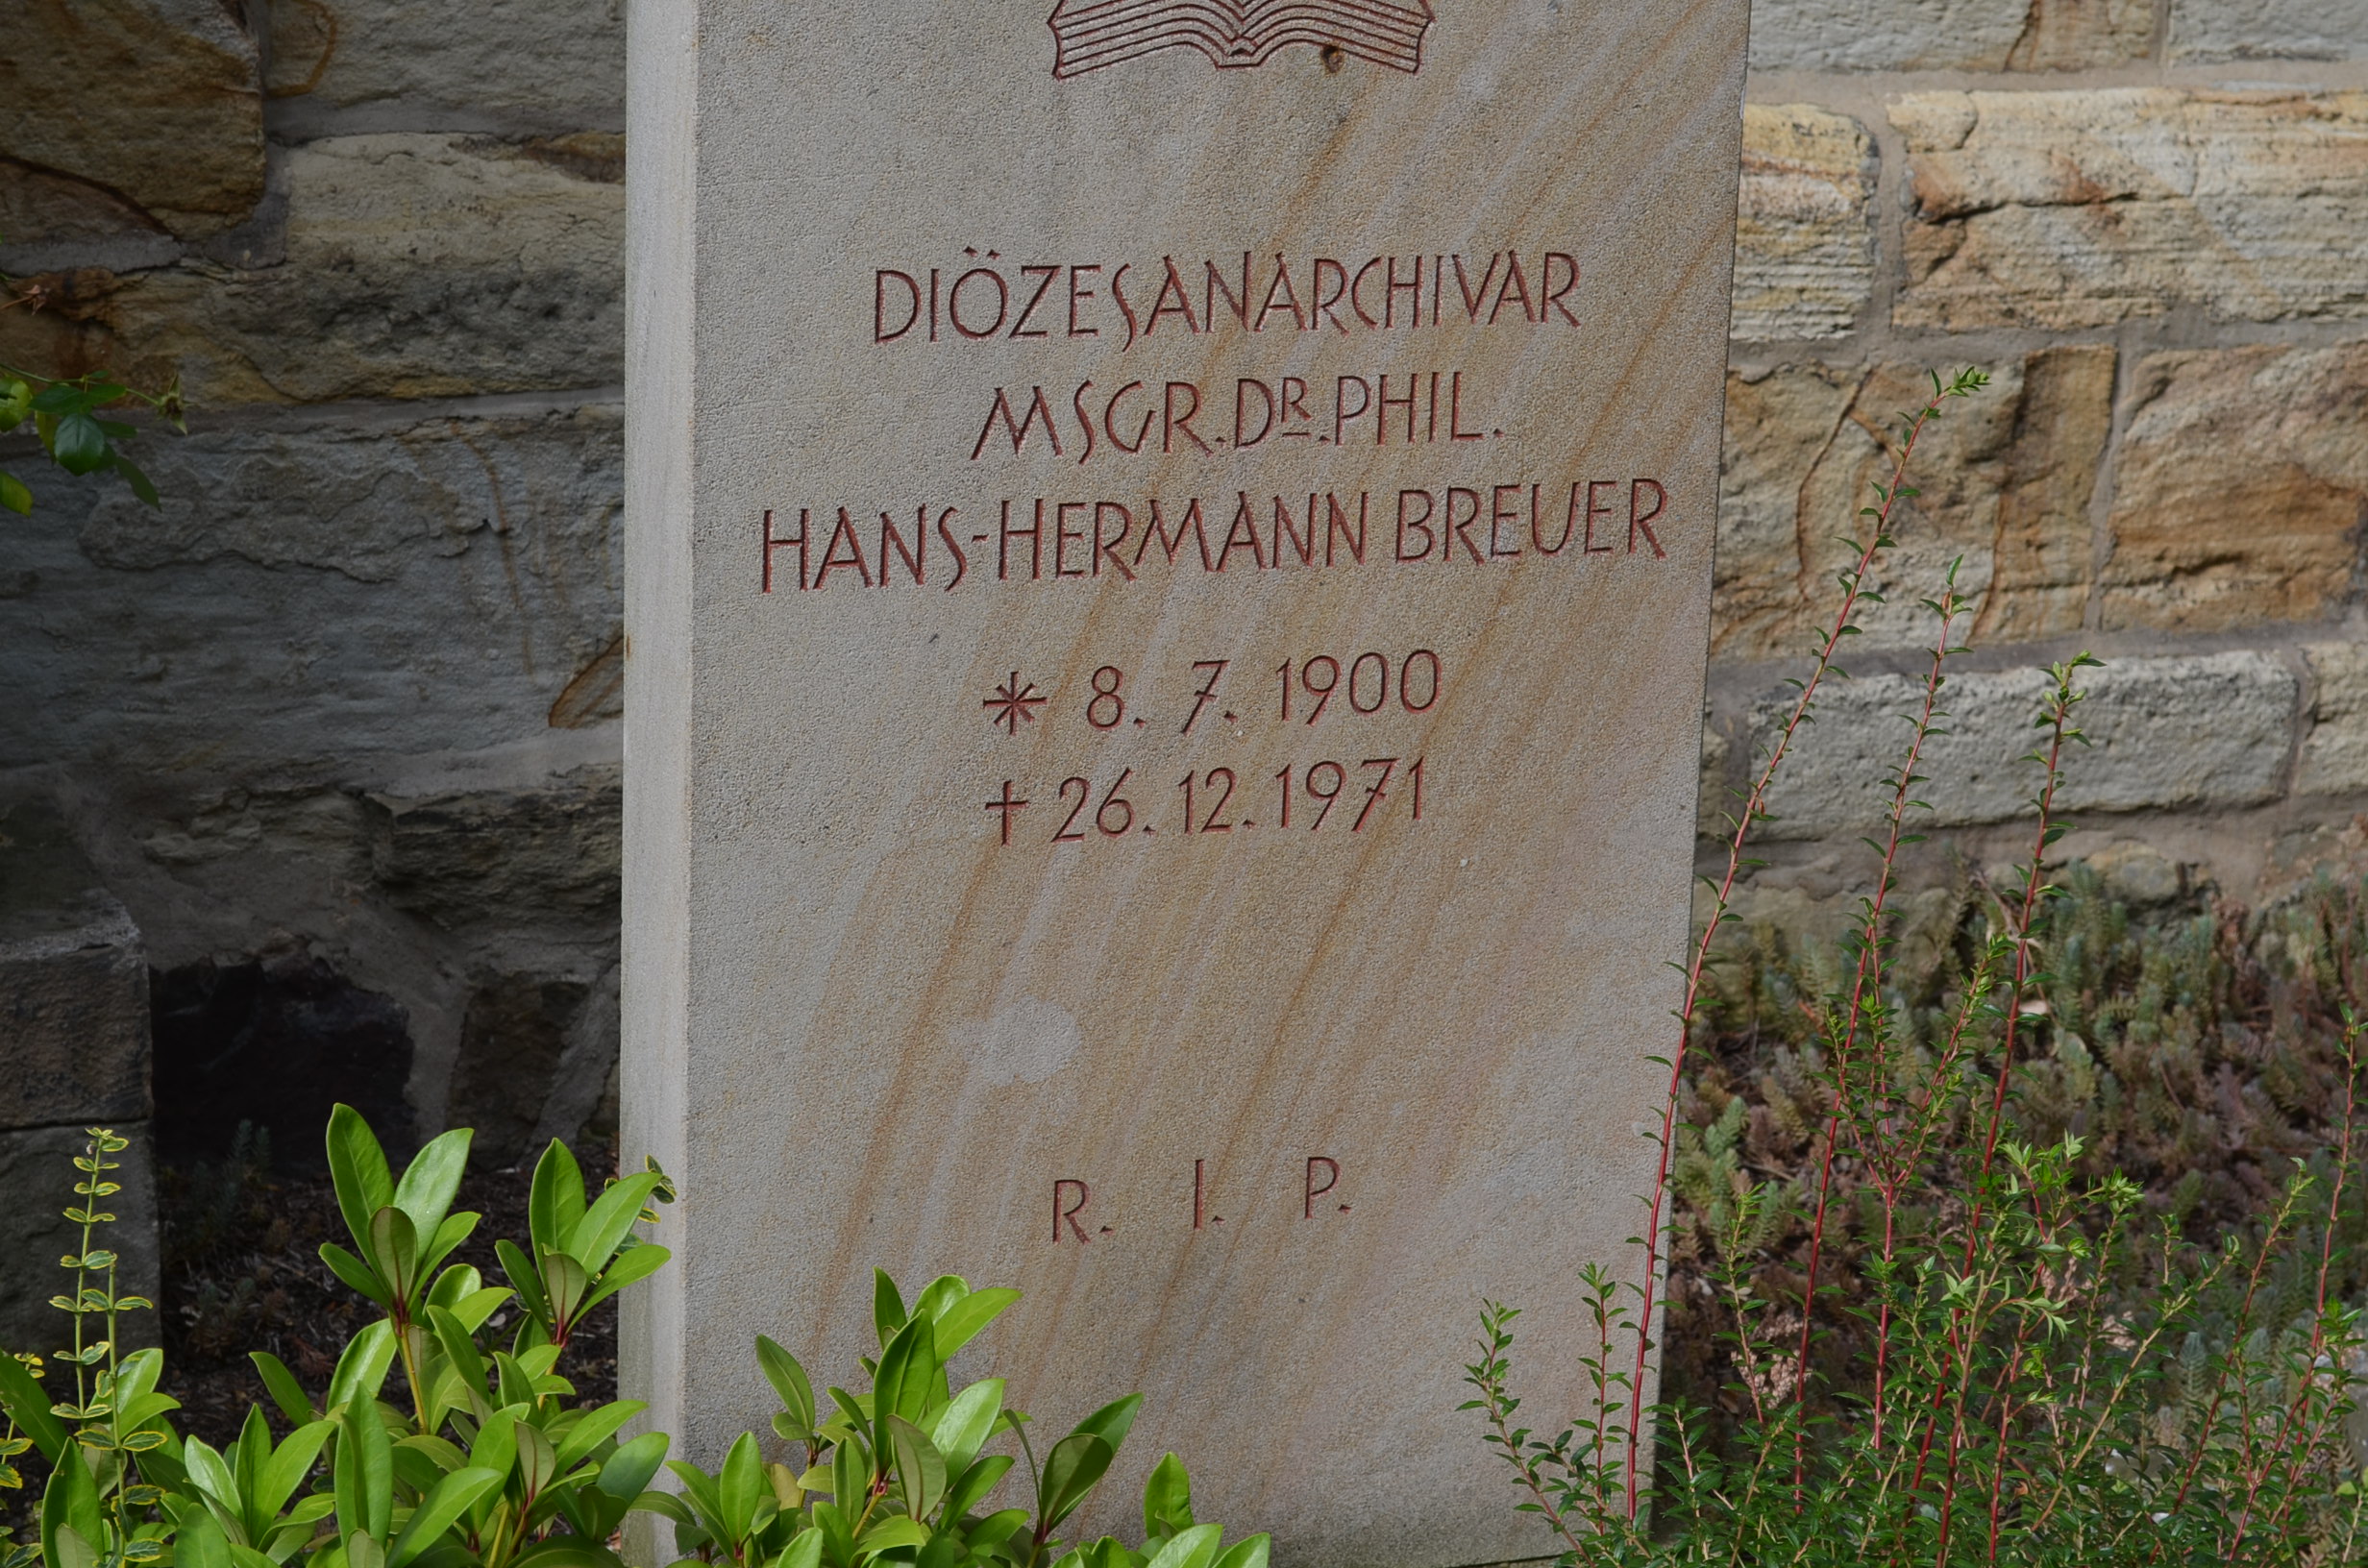 DIÖZESANARCHIVAR
MSGR. DR. PHIL.
HANS-HERMANN BREUER
* 8. 7. 1900
† 26. 12. 1971
R. I. P.